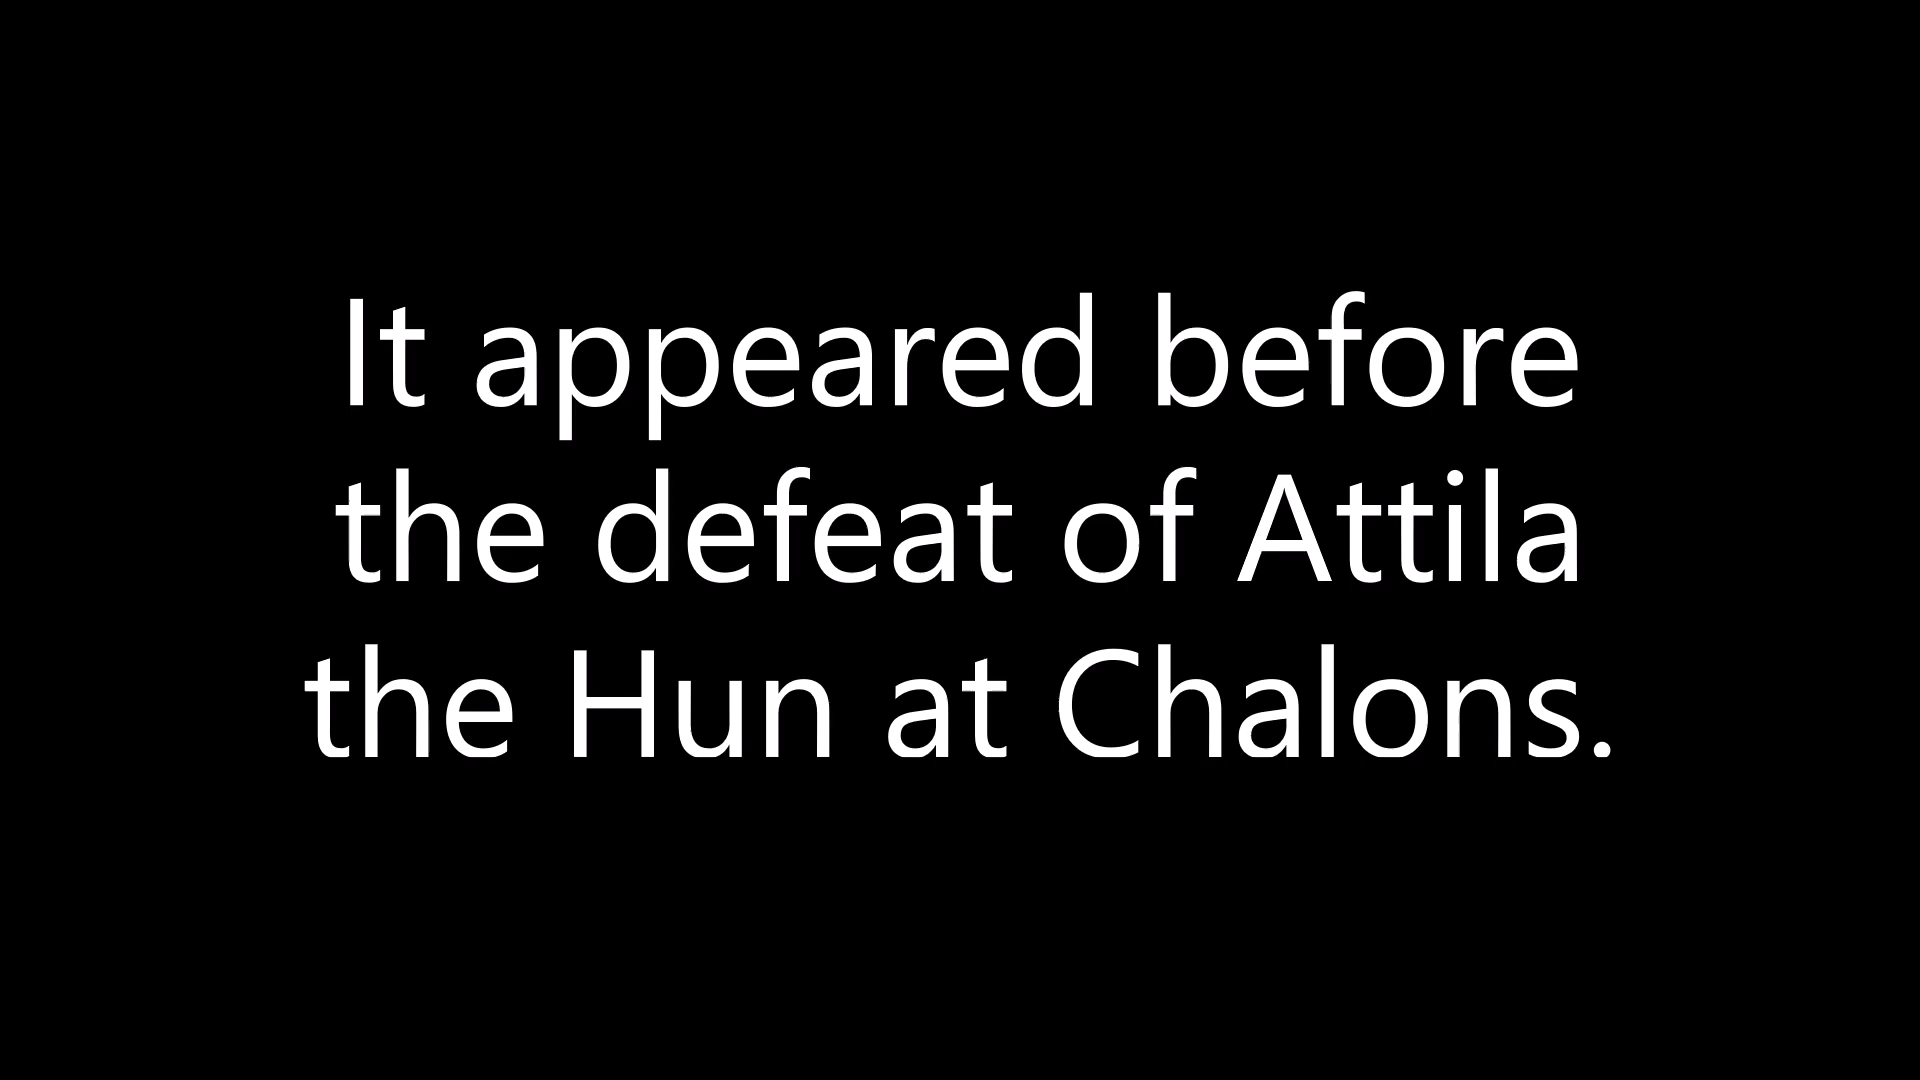 It appeared before
the defeat of Attila
the Hun at Chalons.